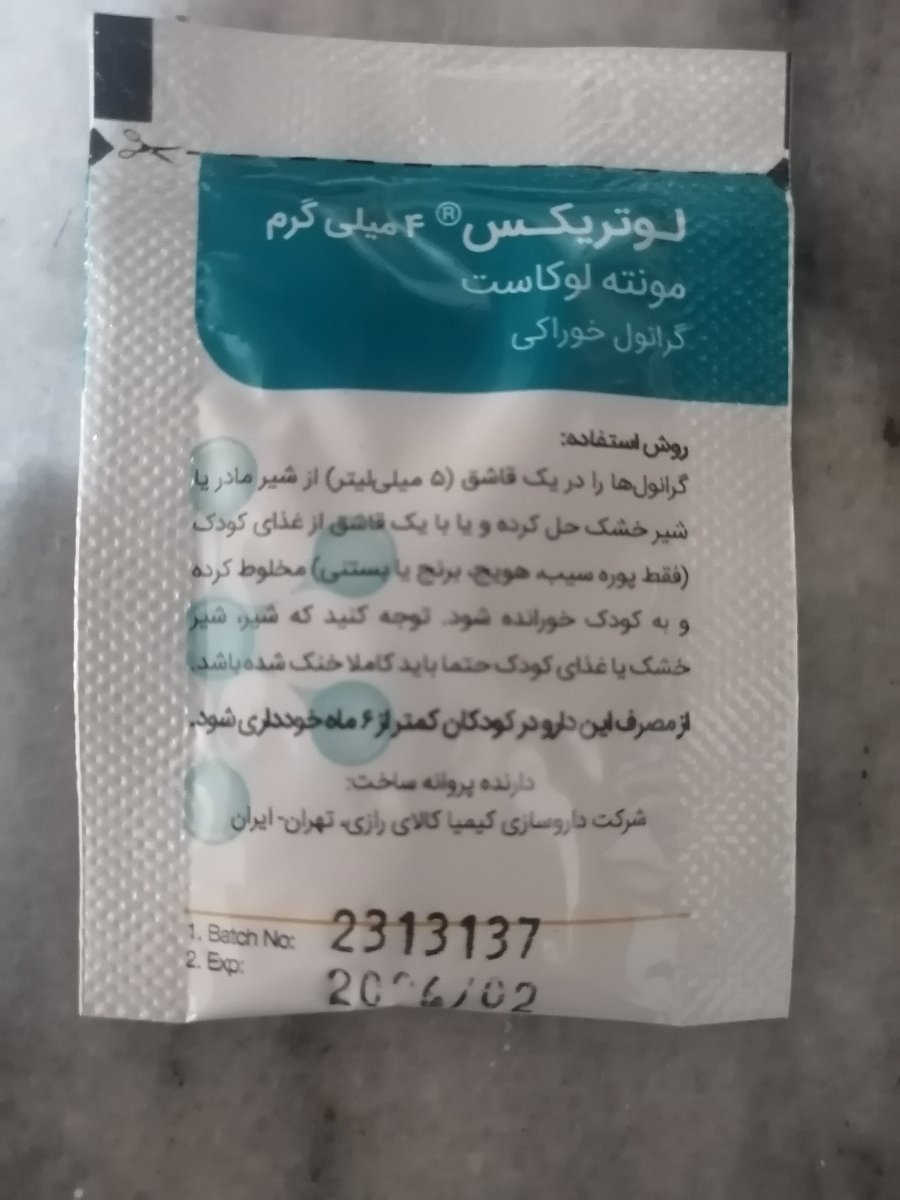 لوتریکس® ۴ میلی گرم
مونته لوکاست
گرانول خوراکی
روش استفاده:
گرانول‌ها را در یک قاشق (۵ میلی‌لیتر) از شیر مادر یا
شیر خشک حل کرده و یا با یک قاشق از غذای کودک
(فقط پوره سیب، هویج، برنج یا بستنی) مخلوط کرده
و به کودک خورانده شود. توجه کنید که شیر، شیر
خشک یا غذای کودک حتما باید کاملا خنک شده باشد.
از مصرف این دارو در کودکان کمتر از ۶ ماه خودداری شود.
دارنده پروانه ساخت:
شرکت داروسازی کیمیا کالای رازی، تهران- ایران
1. Batch No: 2313137
2. Exp: